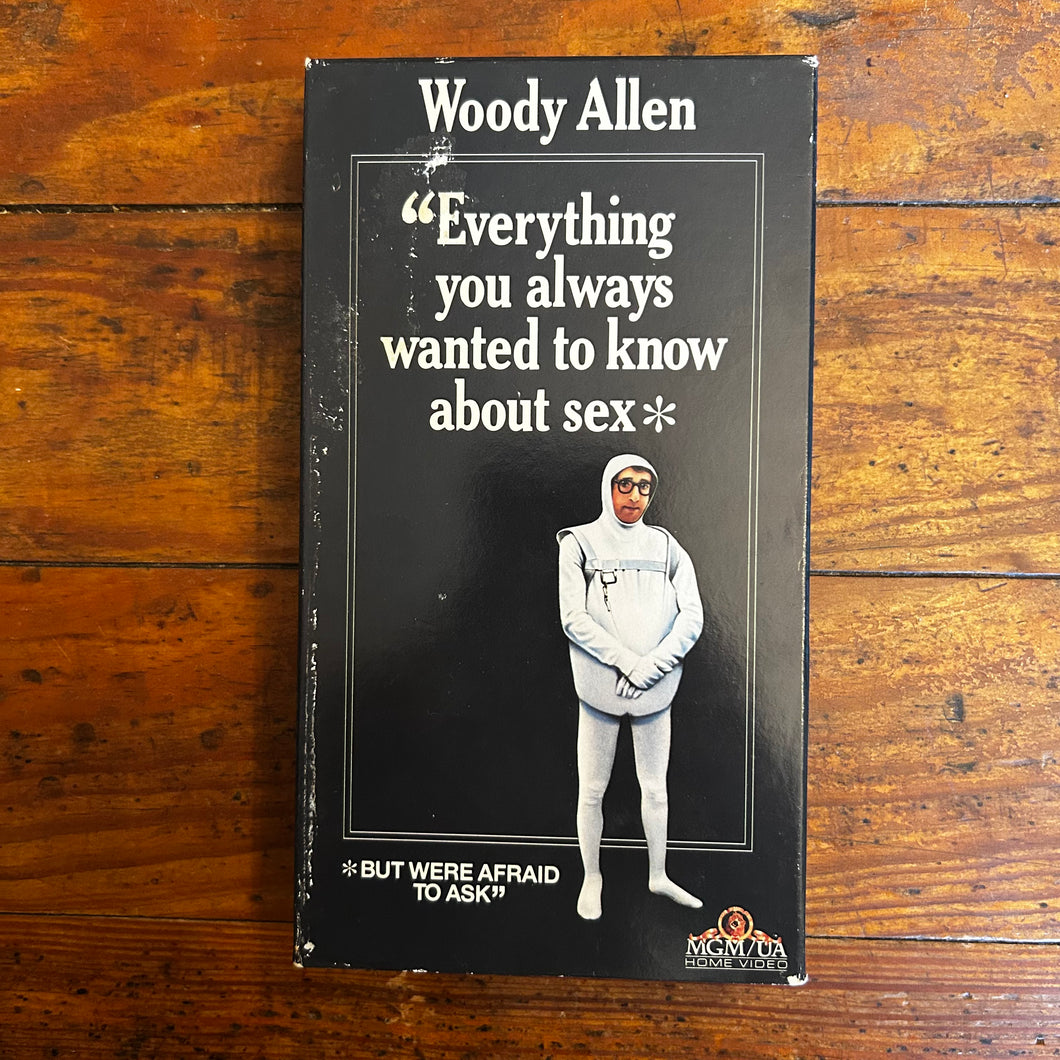 Woody Allen
“Everything
you always
wanted to know
about sex*
*BUT WERE AFRAID
TO ASK”
MGM/UA
HOME VIDEO